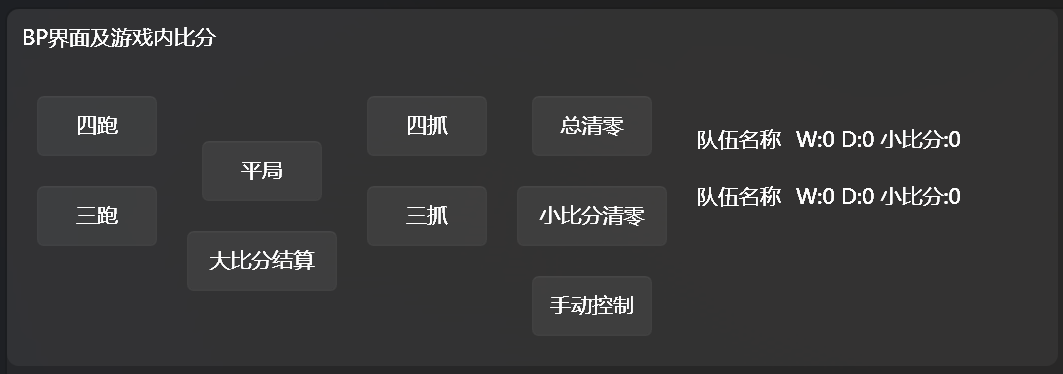 BP界面及游戏内比分
四跑
四抓
总清零
队伍名称 W:0 D:0 小比分:0
平局
三跑
三抓
小比分清零
队伍名称 W:0 D:0 小比分:0
大比分结算
手动控制